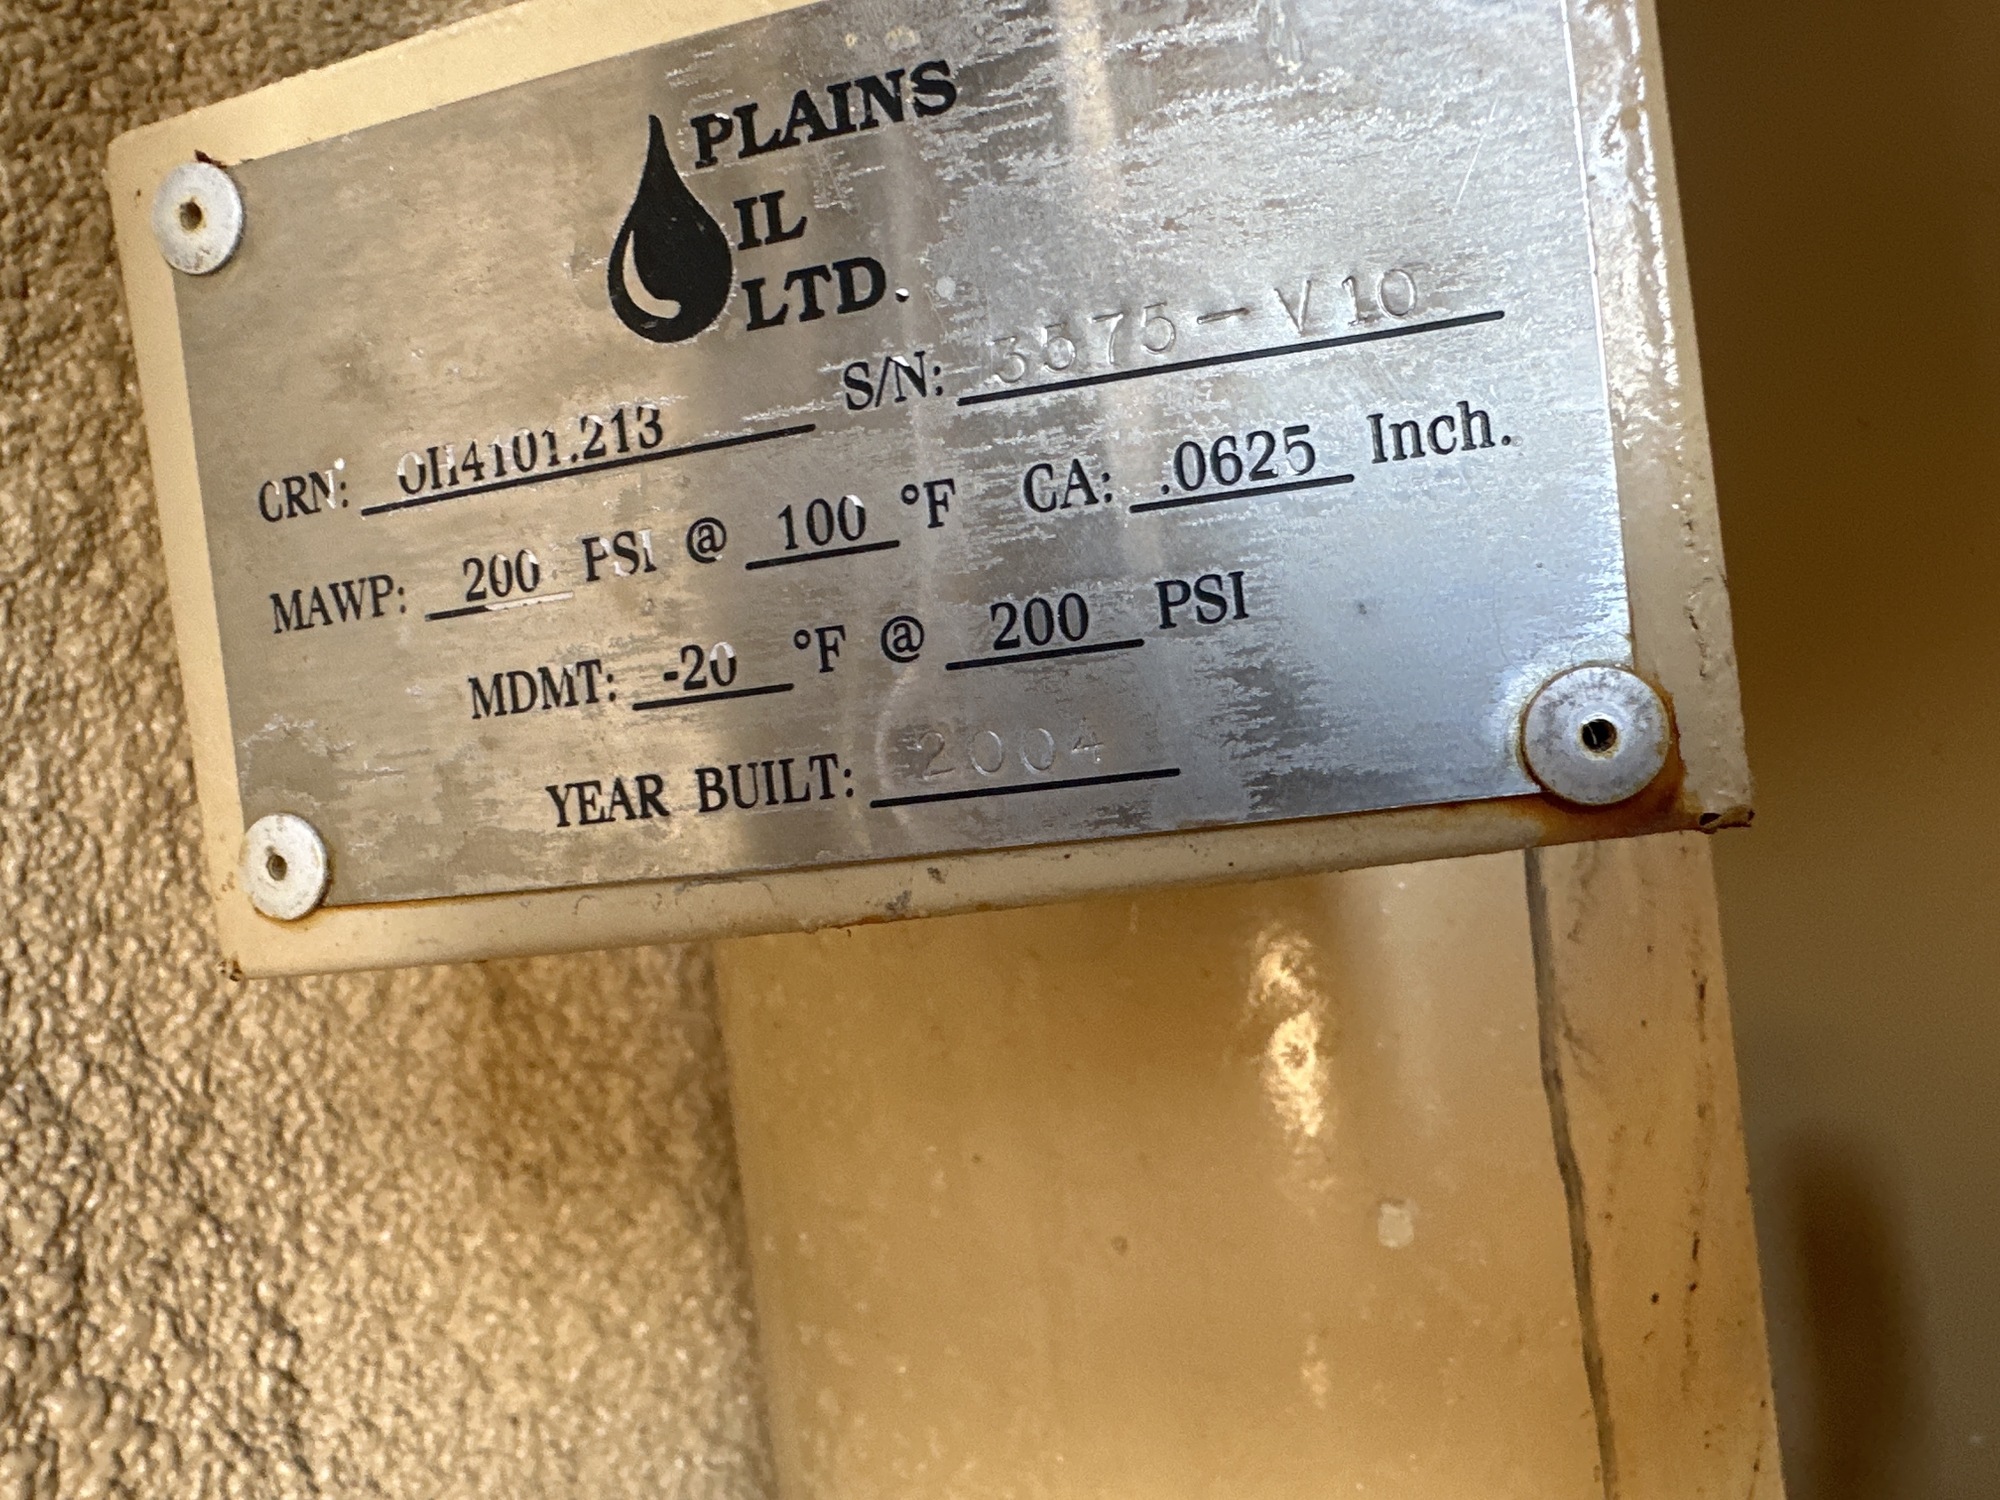 PLAINS
IL
LTD.
S/N: 3575-V10
CRN: OH4101.213
MAWP: 200 PSI @ 100 °F CA: .0625 Inch.
MDMT: -20 °F @ 200 PSI
YEAR BUILT: 2004